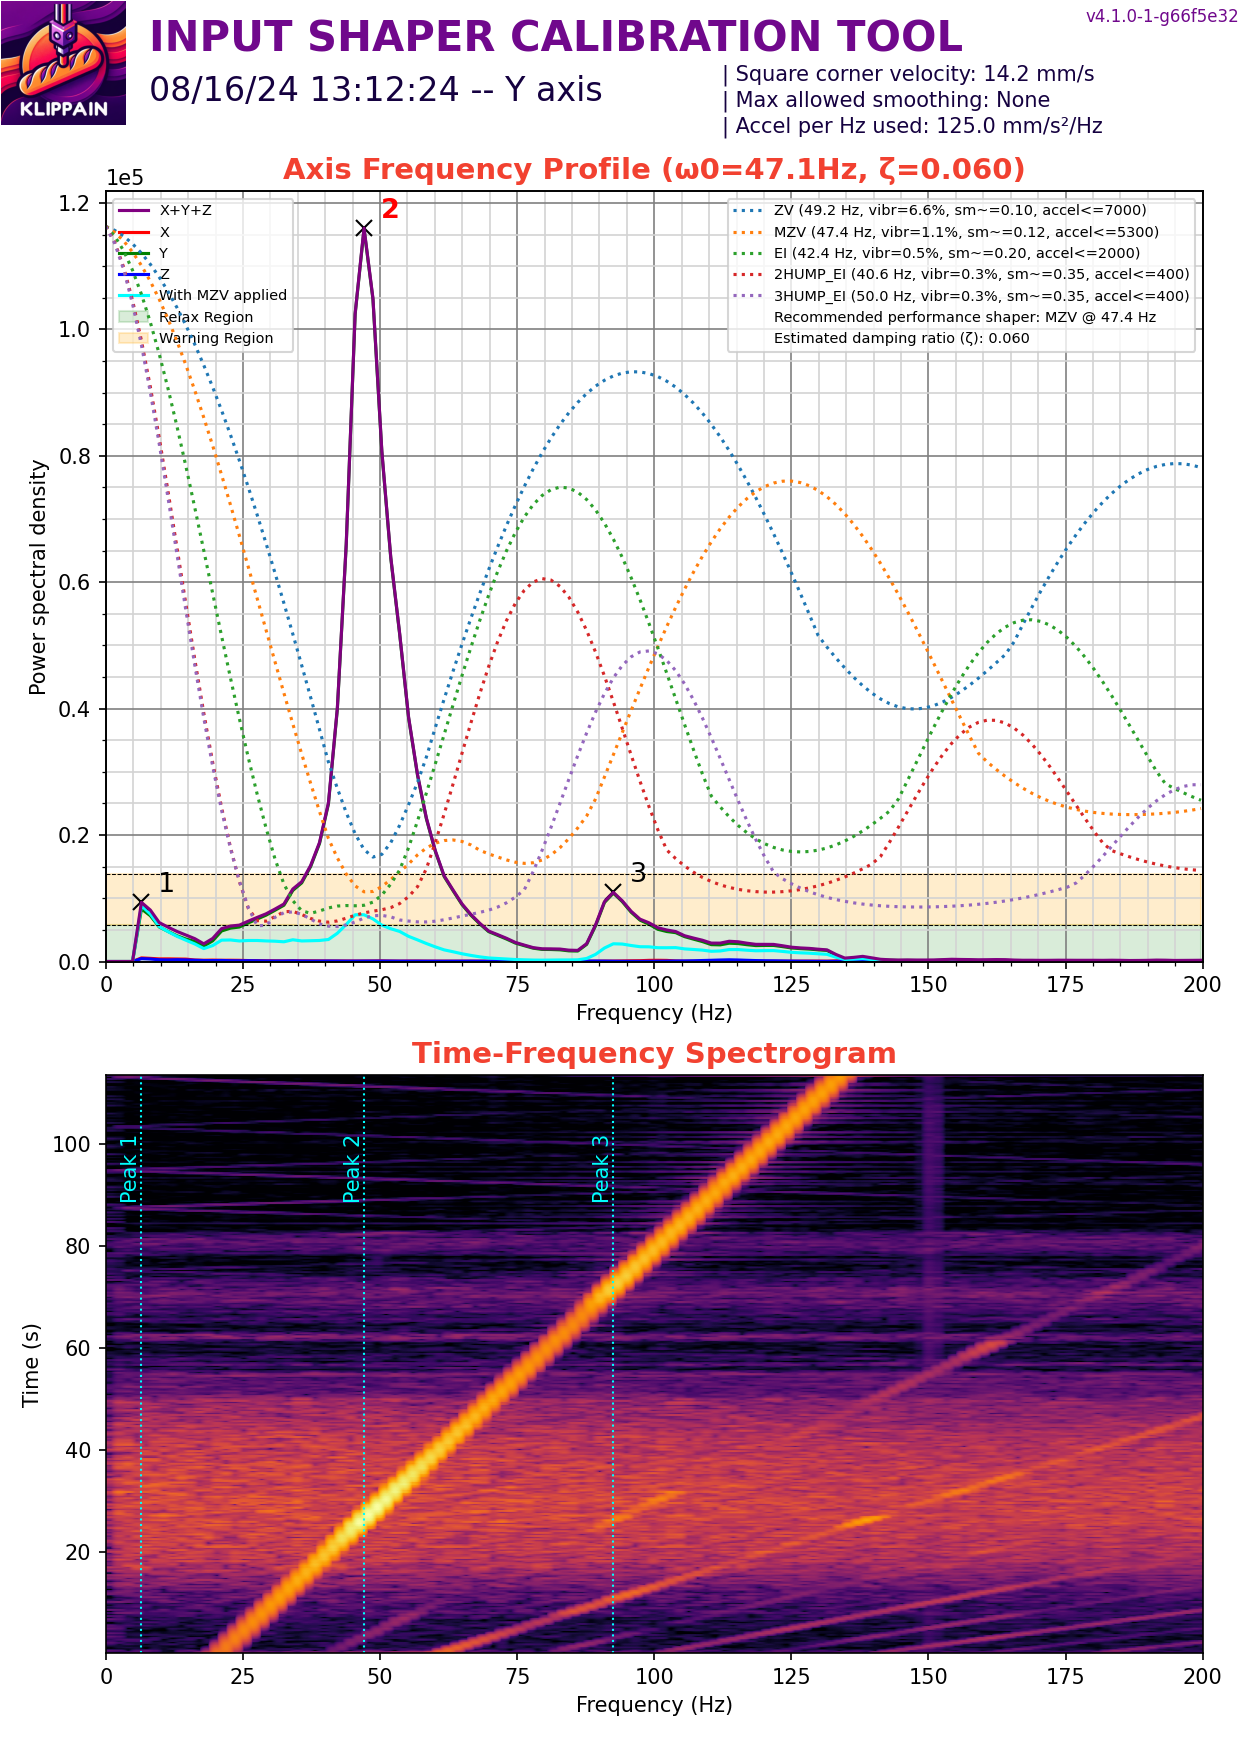 v4.1.0-1-g66f5e32
INPUT SHAPER CALIBRATION TOOL
08/16/24 13:12:24 -- Y axis
| Square corner velocity: 14.2 mm/s
| Max allowed smoothing: None
| Accel per Hz used: 125.0 mm/s²/Hz
KLIPPAIN
Axis Frequency Profile (ω0=47.1Hz, ζ=0.060)
1e5
X+Y+Z
X
Y
Z
With MZV applied
Relax Region
Warning Region
ZV (49.2 Hz, vibr=6.6%, sm~=0.10, accel<=7000)
MZV (47.4 Hz, vibr=1.1%, sm~=0.12, accel<=5300)
EI (42.4 Hz, vibr=0.5%, sm~=0.20, accel<=2000)
2HUMP_EI (40.6 Hz, vibr=0.3%, sm~=0.35, accel<=400)
3HUMP_EI (50.0 Hz, vibr=0.3%, sm~=0.35, accel<=400)
Recommended performance shaper: MZV @ 47.4 Hz
Estimated damping ratio (ζ): 0.060
1
2
3
Power spectral density
1.2
1.0
0.8
0.6
0.4
0.2
0.0
0 25 50 75 100 125 150 175 200
Frequency (Hz)
Time-Frequency Spectrogram
Peak 1
Peak 2
Peak 3
Time (s)
100
80
60
40
20
0 25 50 75 100 125 150 175 200
Frequency (Hz)